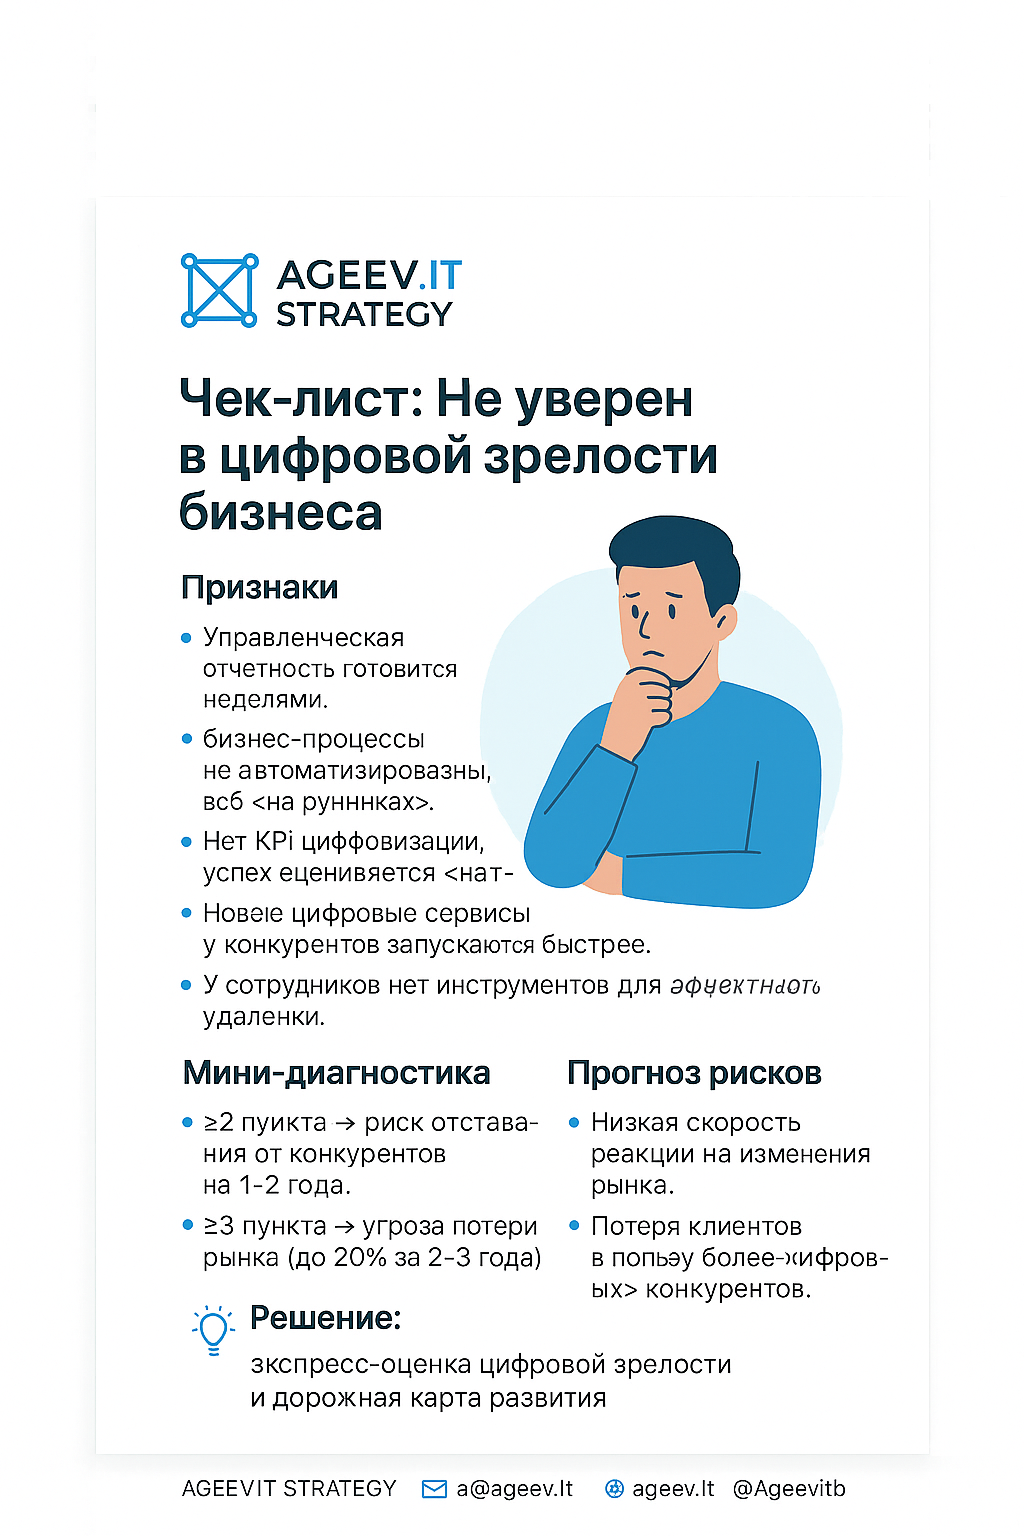 AGEEV.IT
STRATEGY
Чек-лист: Не уверен
в цифровой зрелости
бизнеса
Признаки
• Управленческая
отчетность готовится
неделями.
• бизнес-процессы
не автоматизировазны,
всб <на рунннках>.
• Нет KPi циффовизации,
успех еценивяется <нат-
• Новеıе цифровые сервисы
у конкурентов запускаются быстрее.
• У сотрудников нет инструментов для
удаленки.
Мини-диагностика
• ≥2 пуикта → риск отстава-
ния от конкурентов
на 1-2 года.
• ≥3 пункта → угроза потери
рынка (до 20% за 2-3 года)
Прогноз рисков
• Низкая скорость
реакции на изменения
рынка.
• Потеря клиентов
в попьэу более-
ых> конкурентов.
Решение:
зкспресс-оценка цифровой зрелости
и дорожная карта развития
AGEEVIT STRATEGY a@ageev.lt ageev.lt @Ageevitb